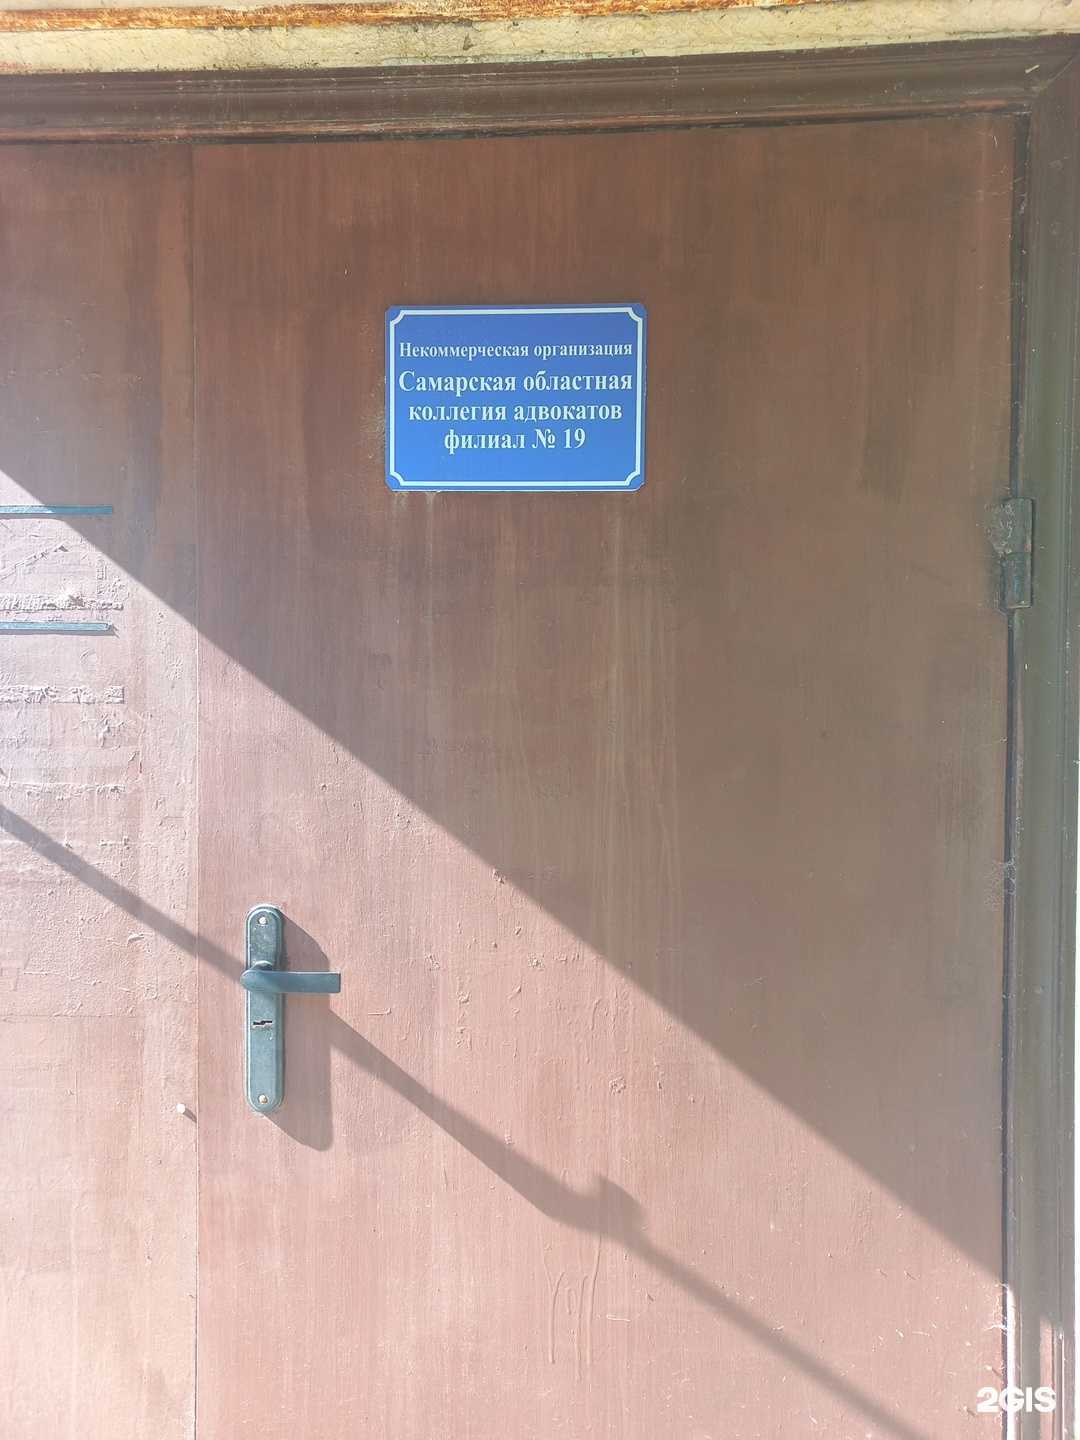 Некоммерческая организация
Самарская областная
коллегия адвокатов
филиал № 19
2GIS